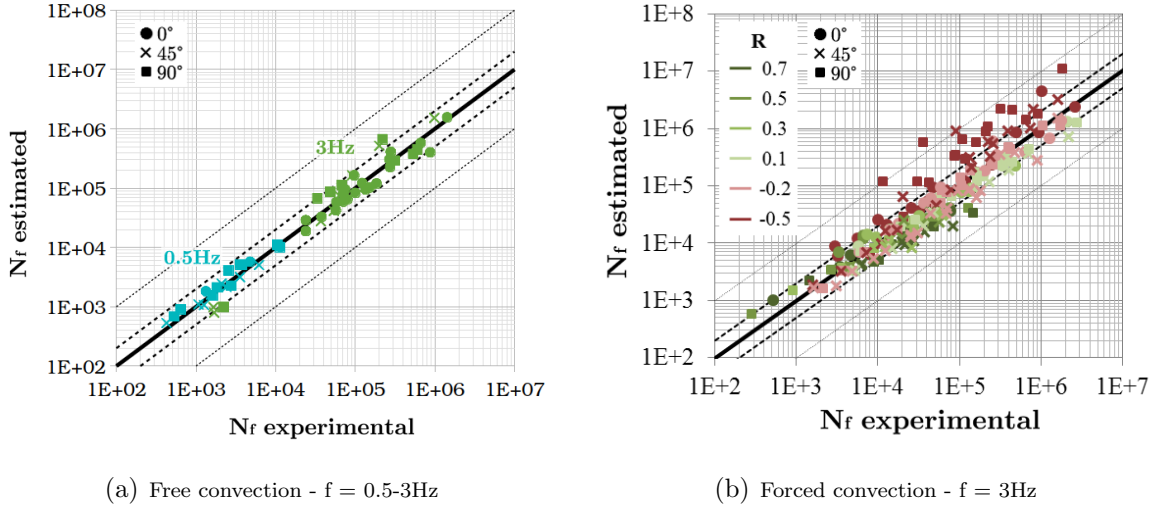 1E+08
1E+07
1E+06
1E+05
1E+04
1E+03
1E+02
0°
45°
90°
3Hz
0.5Hz
Nf estimated
1E+02 1E+03 1E+04 1E+05 1E+06 1E+07
Nf experimental
(a) Free convection - f = 0.5-3Hz
1E+8
1E+7
1E+6
1E+5
1E+4
1E+3
1E+2
R
0.7
0.5
0.3
0.1
-0.2
-0.5
0°
45°
90°
Nf estimated
1E+2 1E+3 1E+4 1E+5 1E+6 1E+7
Nf experimental
(b) Forced convection - f = 3Hz